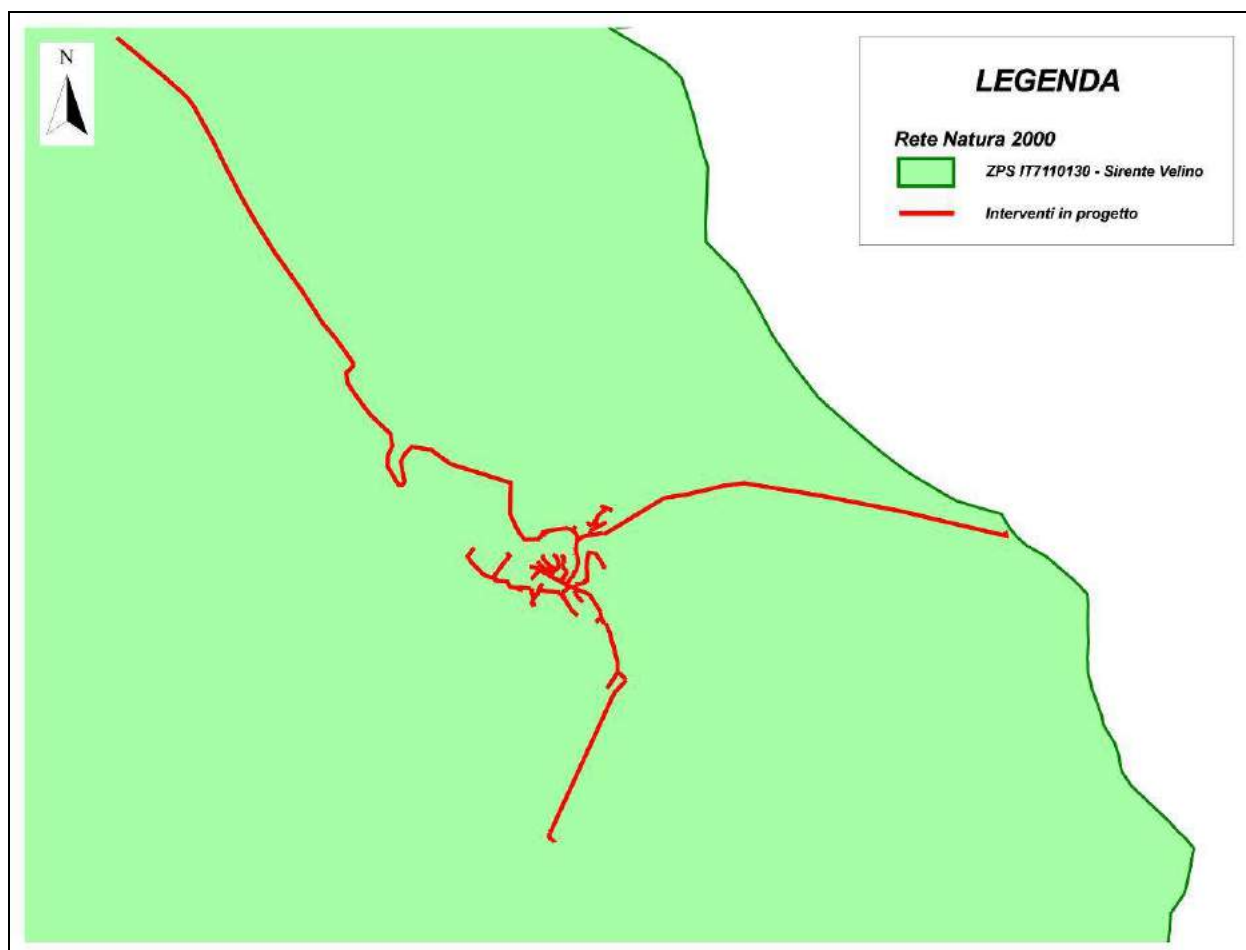 N
LEGENDA
Rete Natura 2000
ZPS IT7110130 - Sirente Velino
Interventi in progetto